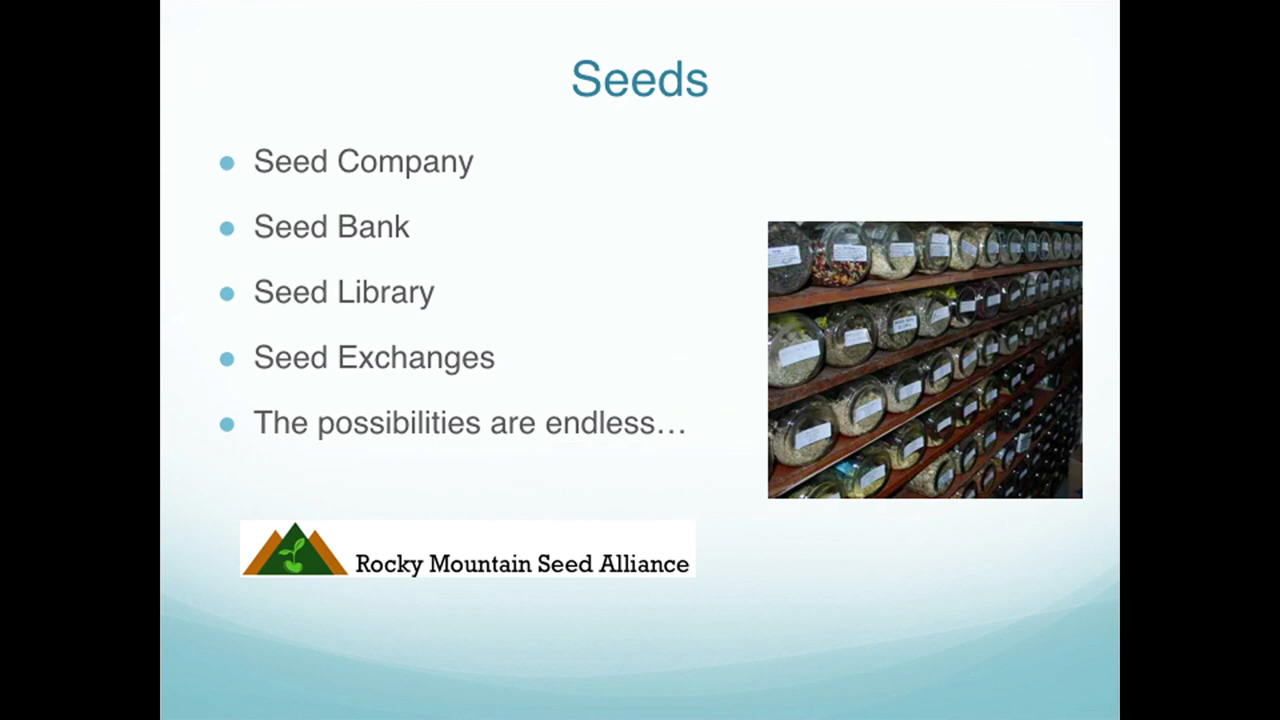 Seeds
Seed Company
Seed Bank
Seed Library
Seed Exchanges
The possibilities are endless…
Rocky Mountain Seed Alliance